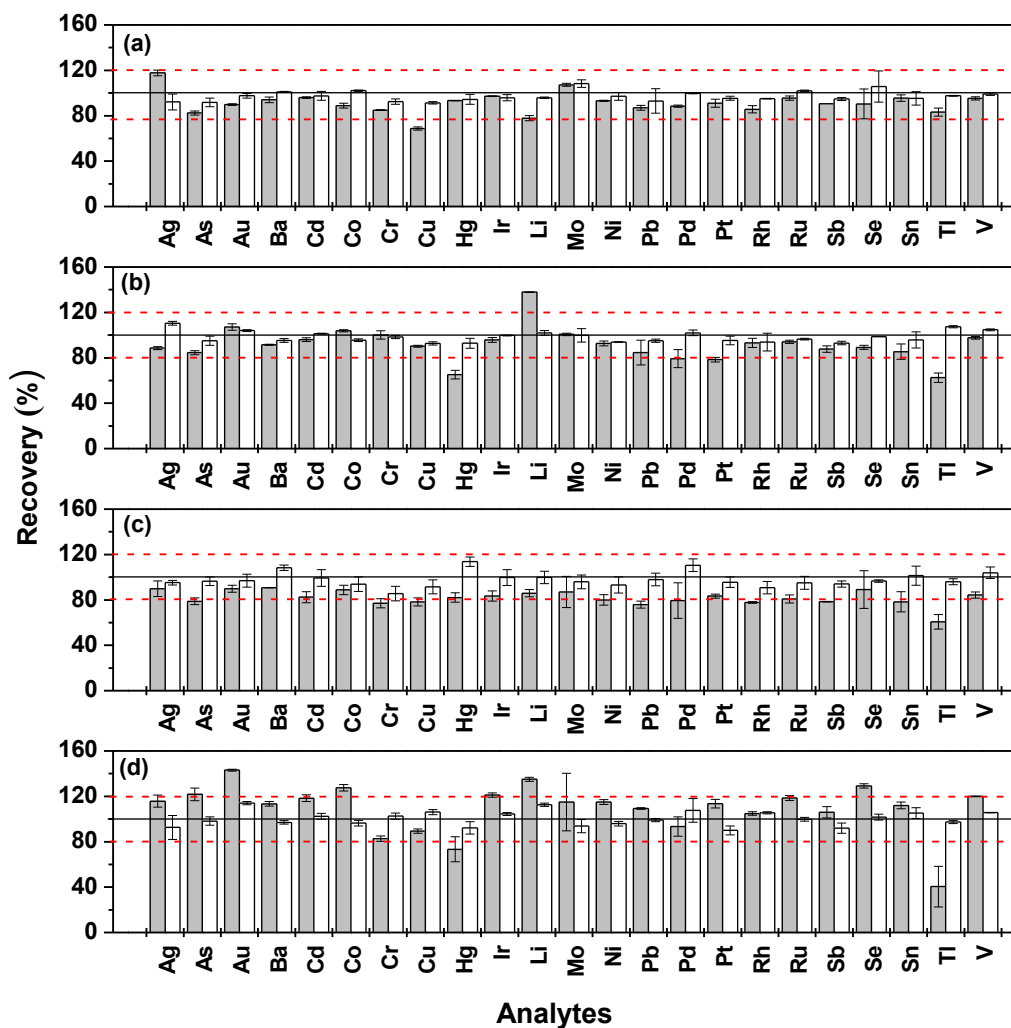 Recovery (%)
(a)
160
120
80
40
0
Ag As Au Ba Cd Co Cr Cu Hg Ir Li Mo Ni Pb Pd Pt Rh Ru Sb Se Sn Tl V
(b)
160
120
80
40
0
Ag As Au Ba Cd Co Cr Cu Hg Ir Li Mo Ni Pb Pd Pt Rh Ru Sb Se Sn Tl V
(c)
160
120
80
40
0
Ag As Au Ba Cd Co Cr Cu Hg Ir Li Mo Ni Pb Pd Pt Rh Ru Sb Se Sn Tl V
(d)
160
120
80
40
0
Ag As Au Ba Cd Co Cr Cu Hg Ir Li Mo Ni Pb Pd Pt Rh Ru Sb Se Sn Tl V
Analytes